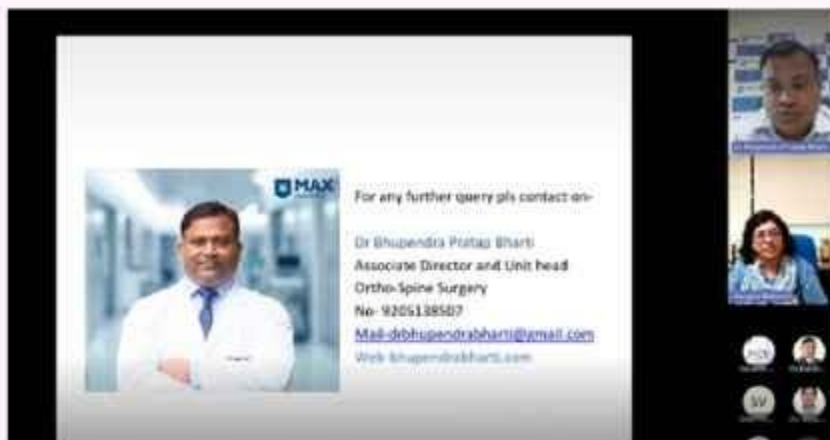 MAX
For any further query pls contact on-
Dr Bhupendra Pratap Bharti
Associate Director and Unit head
Ortho-Spine Surgery
No- 9205138507
Mail-drbhupendrabharti@gmail.com
Web-bhupendrabharti.com
SV